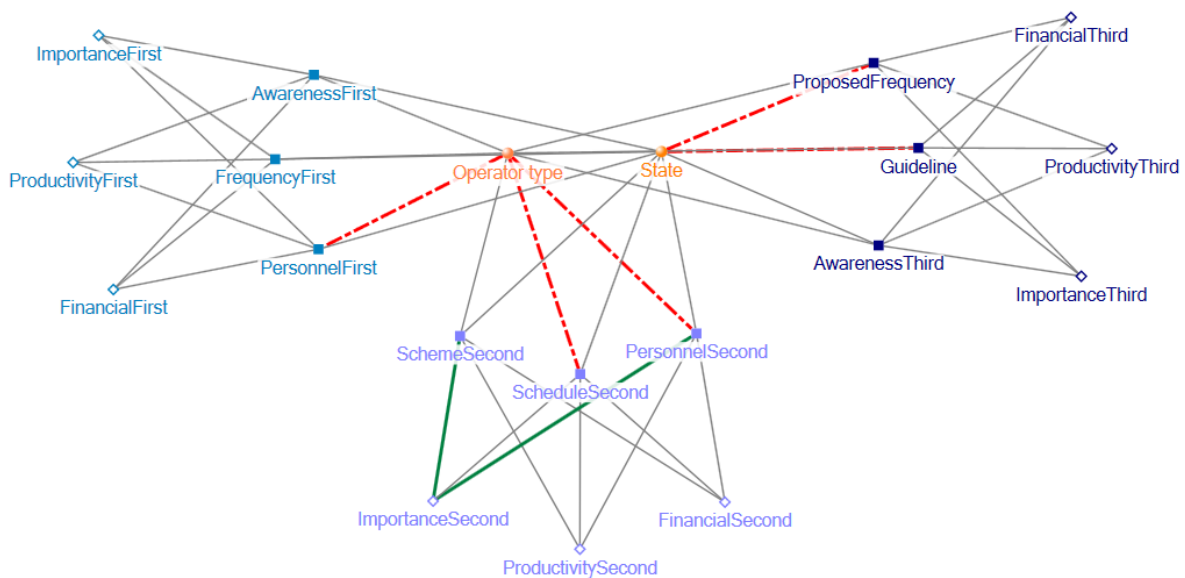 FinancialThird
ImportanceFirst
ProposedFrequency
AwarenessFirst
ProductivityFirst
FrequencyFirst
Operator type
State
Guideline
ProductivityThird
PersonnelFirst
AwarenessThird
FinancialFirst
ImportanceThird
SchemeSecond
PersonnelSecond
ScheduleSecond
ImportanceSecond
FinancialSecond
ProductivitySecond